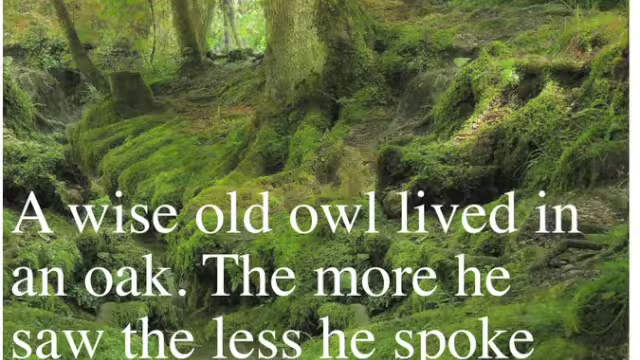 A wise old owl lived in
an oak. The more he
saw the less he spoke